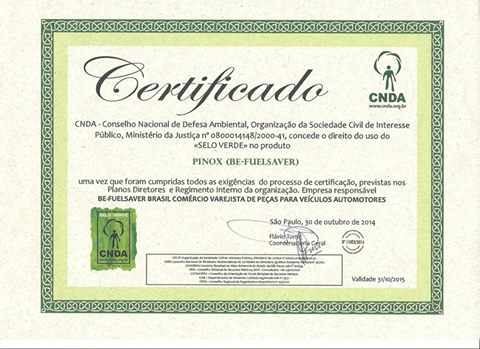 Certificado
CNDA
www.cnda.org.br
CNDA - Conselho Nacional de Defesa Ambiental, Organização da Sociedade Civil de Interesse
Público, Ministério da Justiça nº 0800014148/2000-41, concede o direito do uso do
«SELO VERDE» no produto
PINOX (BE-FUELSAVER)
uma vez que foram cumpridas todos as exigências do processo de certificação, previstas nos
Planos Diretores e Regimento Interno da organização. Empresa responsável
BE-FUELSAVER BRASIL COMÉRCIO VAREJISTA DE PEÇAS PARA VEÍCULOS AUTOMOTORES
SELO VERDE
CNDA
São Paulo, 30 de outubro de 2014
Flávio
Coordenadoria Geral
Validade 31/10/2015